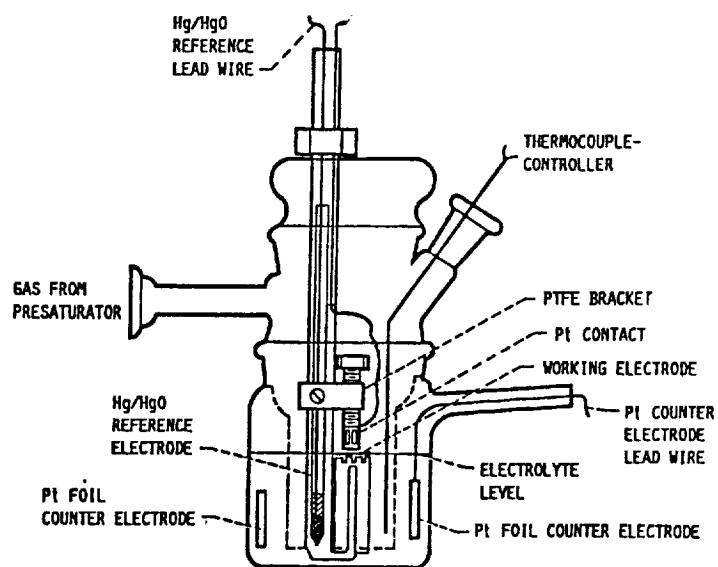 Hg/HgO
REFERENCE
LEAD WIRE
THERMOCOUPLE-
CONTROLLER
GAS FROM
PRESATURATOR
PTFE BRACKET
Pt CONTACT
WORKING ELECTRODE
Hg/HgO
REFERENCE
ELECTRODE
Pt COUNTER
ELECTRODE
LEAD WIRE
ELECTROLYTE
LEVEL
Pt FOIL
COUNTER ELECTRODE
Pt FOIL COUNTER ELECTRODE